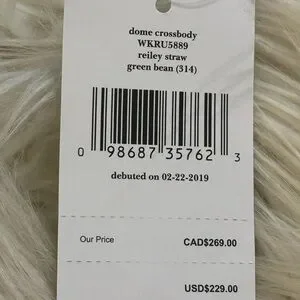 dome crossbody
WKRU5889
reiley straw
green bean (314)
0 98687 35762 3
debuted on 02-22-2019
Our Price CAD$269.00
USD$229.00